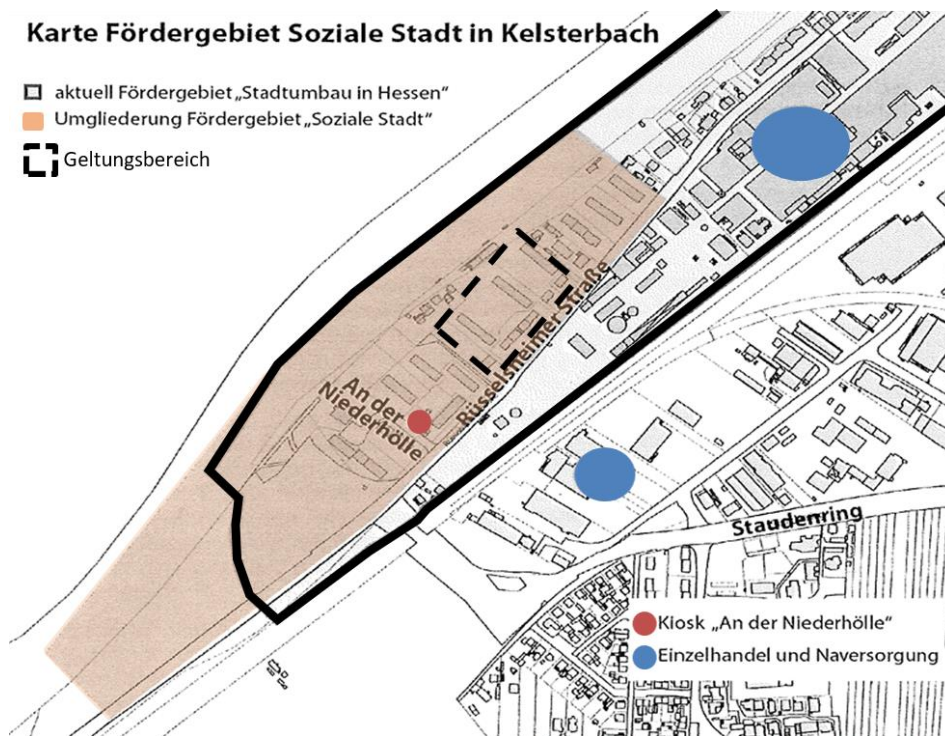 Karte Fördergebiet Soziale Stadt in Kelsterbach
aktuell Fördergebiet „Stadtumbau in Hessen“
Umgliederung Fördergebiet „Soziale Stadt“
Geltungsbereich
Rüsselsheimer Straße
An der
Niederhölle
Staudenring
Kiosk „An der Niederhölle“
Einzelhandel und Naversorgung